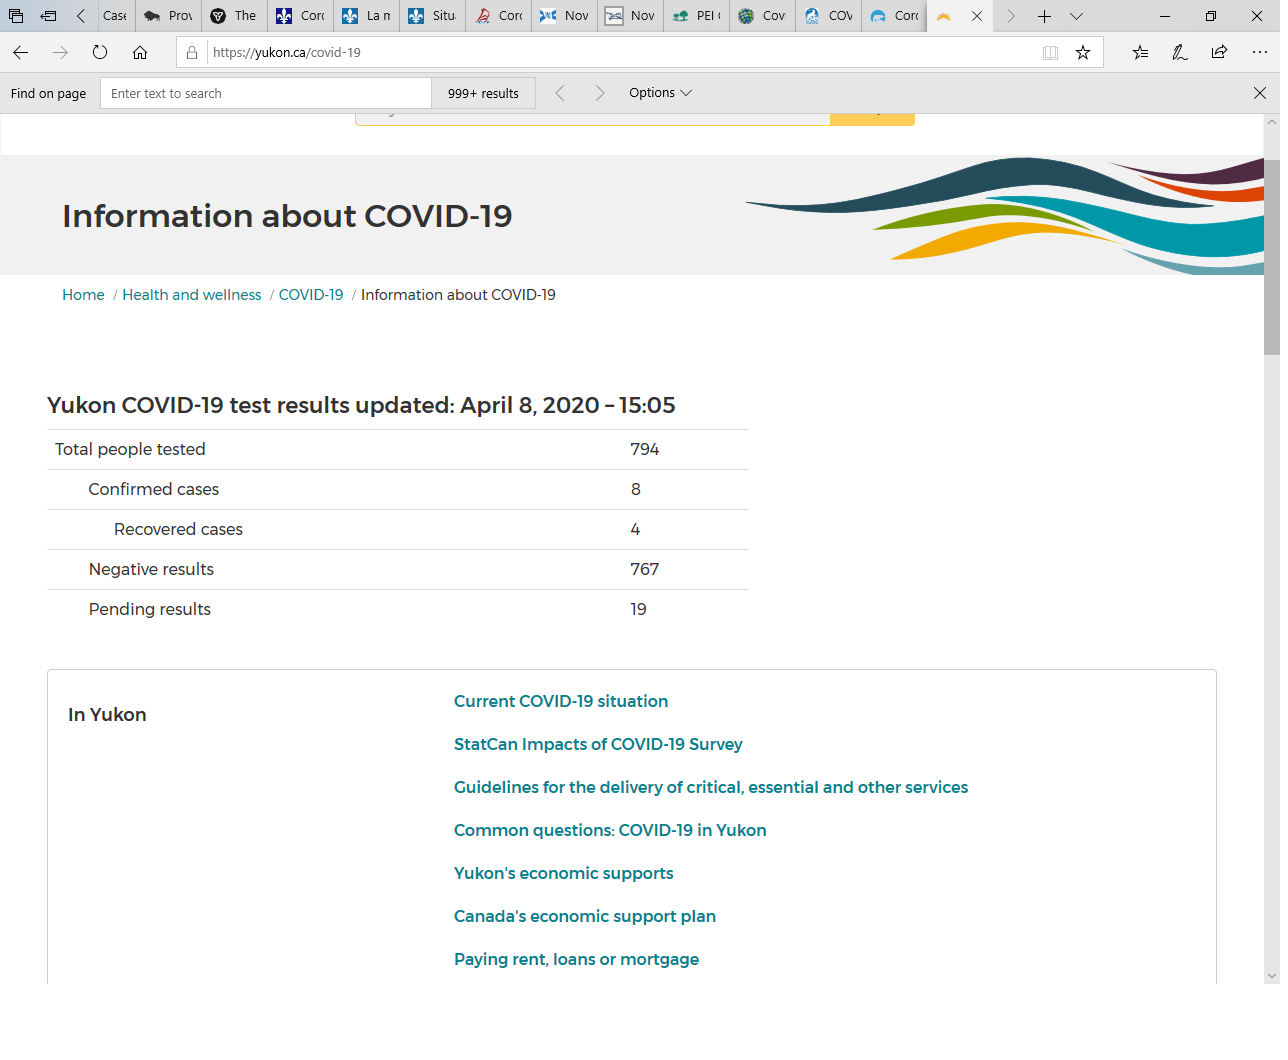 Case
Prov
The
Corc
La m
Situa
Corc
Nov
Nov
PEI
Covi
COV
Corc
https://yukon.ca/covid-19
Find on page
Enter text to search
999+ results
Options
Information about COVID-19
Home / Health and wellness / COVID-19 / Information about COVID-19
Yukon COVID-19 test results updated: April 8, 2020 – 15:05
Total people tested 794
Confirmed cases 8
Recovered cases 4
Negative results 767
Pending results 19
In Yukon
Current COVID-19 situation
StatCan Impacts of COVID-19 Survey
Guidelines for the delivery of critical, essential and other services
Common questions: COVID-19 in Yukon
Yukon's economic supports
Canada's economic support plan
Paying rent, loans or mortgage